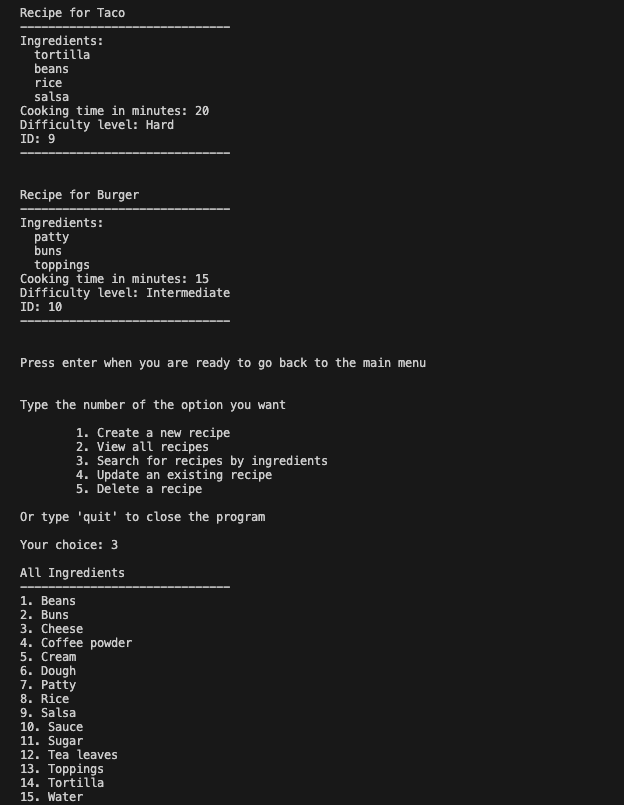 Recipe for Taco
------------------------------
Ingredients:
  tortilla
  beans
  rice
  salsa
Cooking time in minutes: 20
Difficulty level: Hard
ID: 9
------------------------------
Recipe for Burger
------------------------------
Ingredients:
  patty
  buns
  toppings
Cooking time in minutes: 15
Difficulty level: Intermediate
ID: 10
------------------------------
Press enter when you are ready to go back to the main menu
Type the number of the option you want
        1. Create a new recipe
        2. View all recipes
        3. Search for recipes by ingredients
        4. Update an existing recipe
        5. Delete a recipe
Or type 'quit' to close the program
Your choice: 3
All Ingredients
------------------------------
1. Beans
2. Buns
3. Cheese
4. Coffee powder
5. Cream
6. Dough
7. Patty
8. Rice
9. Salsa
10. Sauce
11. Sugar
12. Tea leaves
13. Toppings
14. Tortilla
15. Water